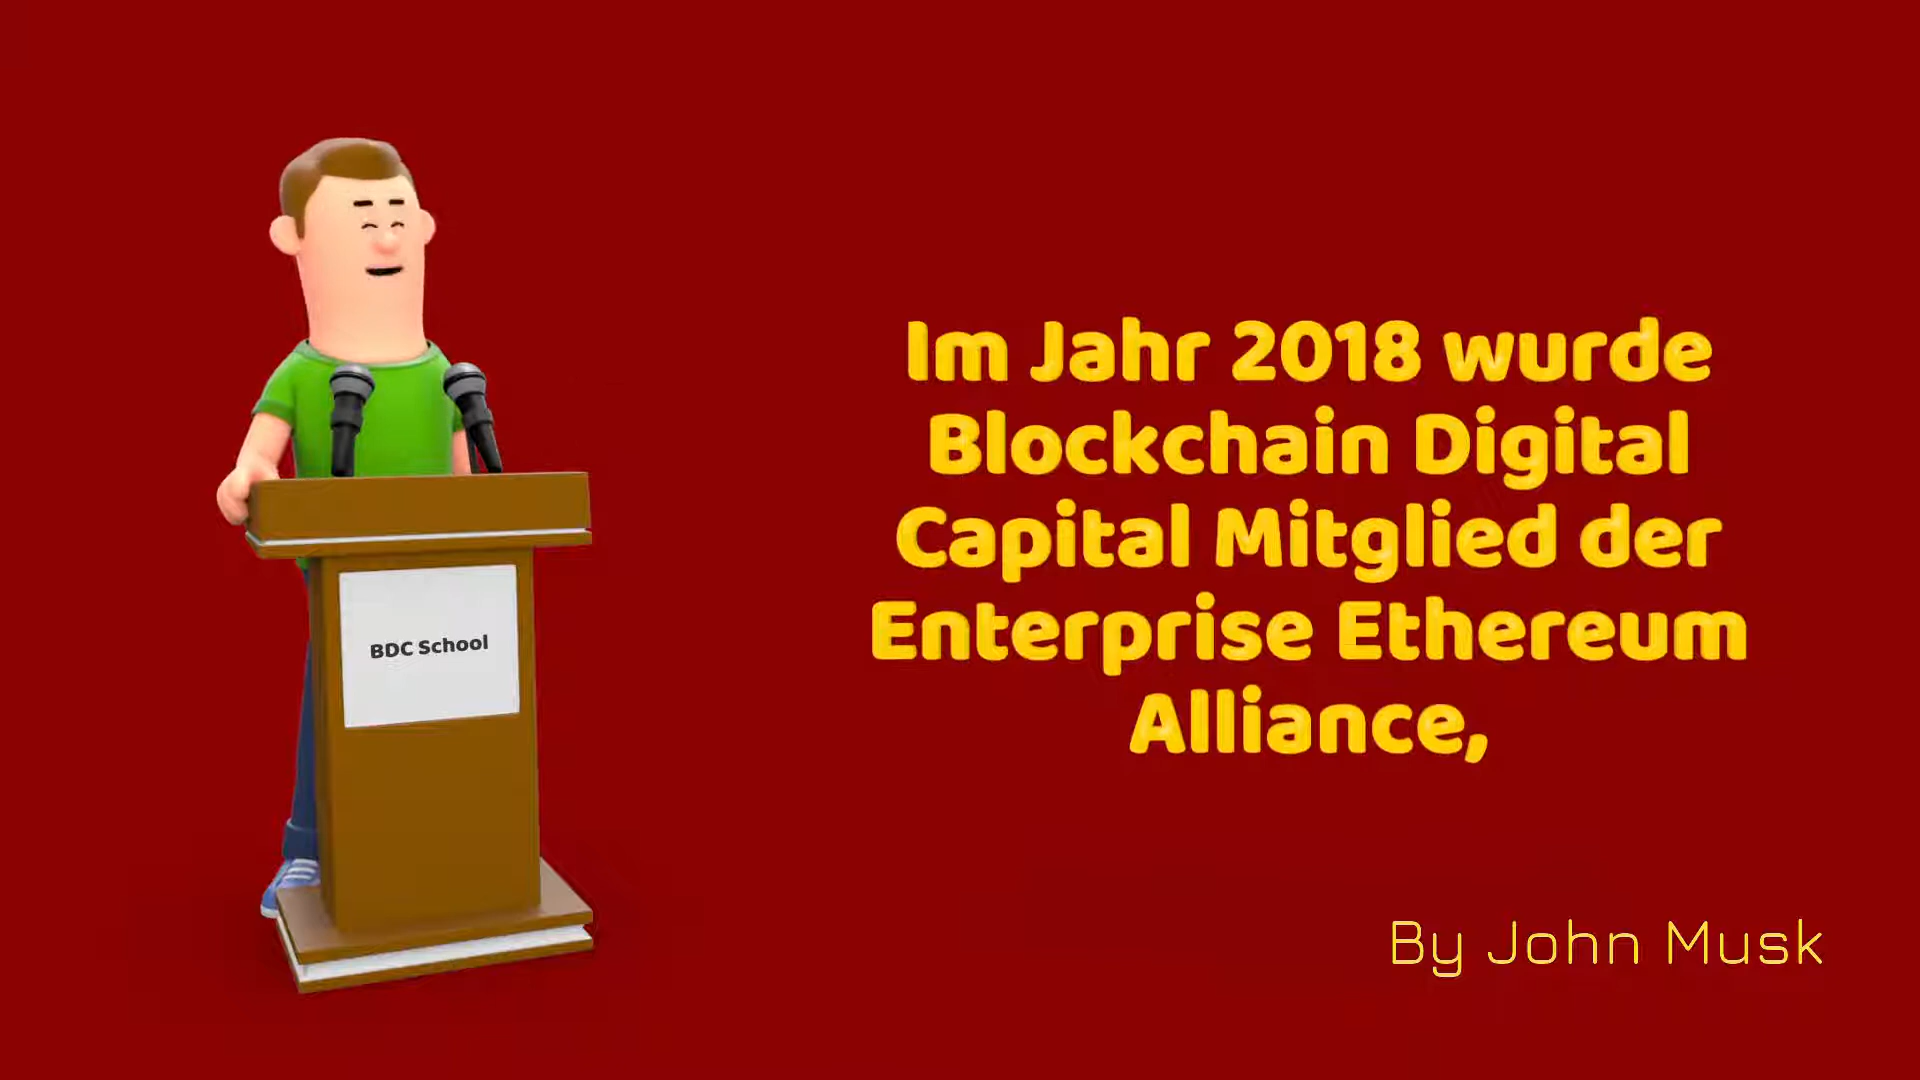 Im Jahr 2018 wurde
Blockchain Digital
Capital Mitglied der
Enterprise Ethereum
Alliance,
BDC School
By John Musk